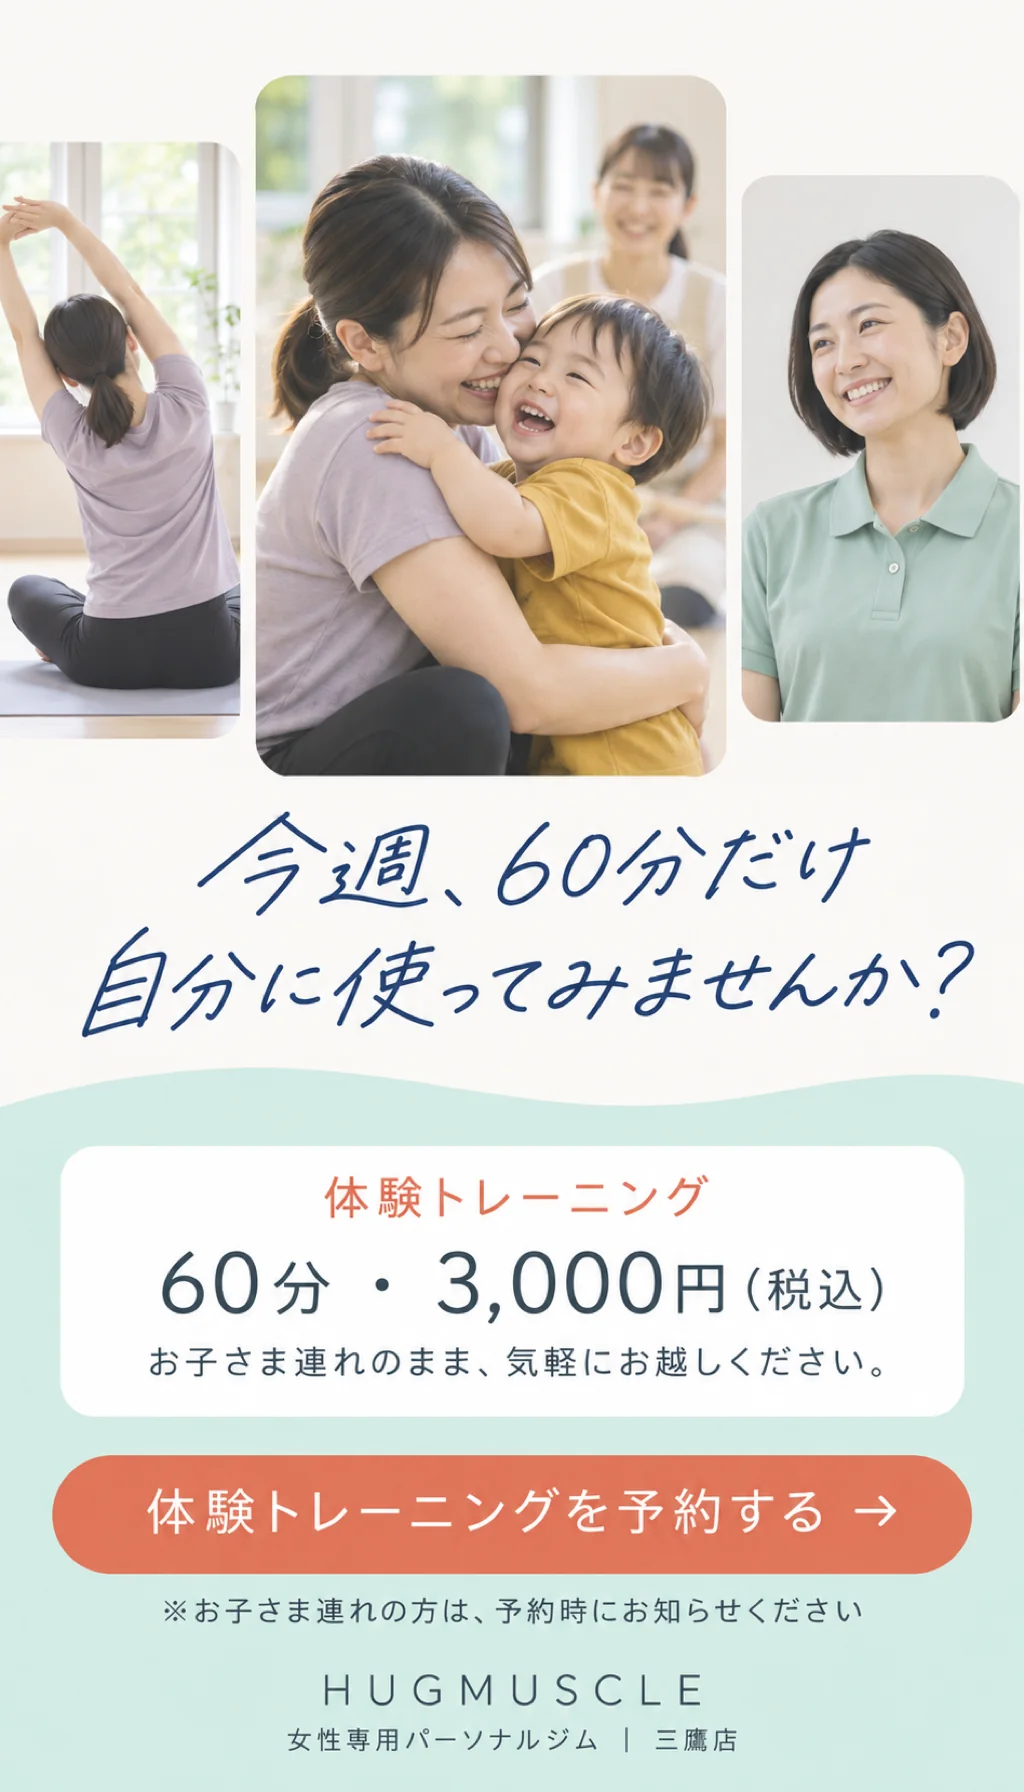 今週、60分だけ
自分に使ってみませんか?
体験トレーニング
60分・3,000円(税込)
お子さま連れのまま、気軽にお越しください。
体験トレーニングを予約する →
※お子さま連れの方は、予約時にお知らせください
HUGMUSCLE
女性専用パーソナルジム | 三鷹店